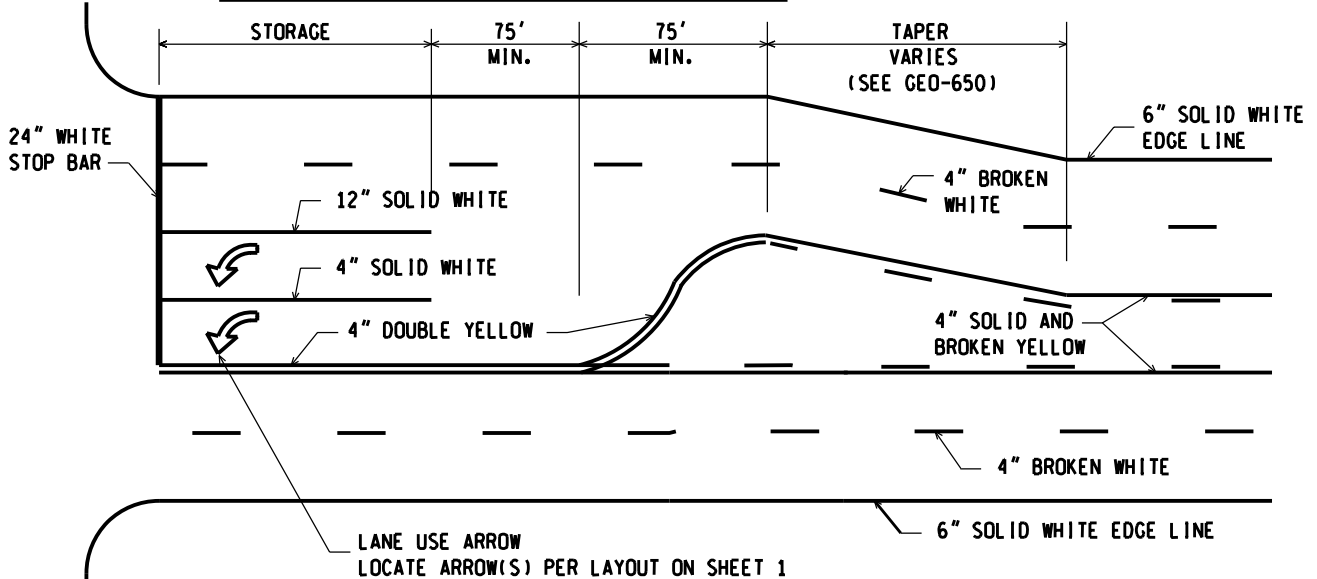 STORAGE
75'
MIN.
75'
MIN.
TAPER
VARIES
(SEE GEO-650)
6" SOLID WHITE
EDGE LINE
24" WHITE
STOP BAR
4" BROKEN
WHITE
12" SOLID WHITE
4" SOLID WHITE
4" DOUBLE YELLOW
4" SOLID AND
BROKEN YELLOW
4" BROKEN WHITE
6" SOLID WHITE EDGE LINE
LANE USE ARROW
LOCATE ARROW(S) PER LAYOUT ON SHEET 1